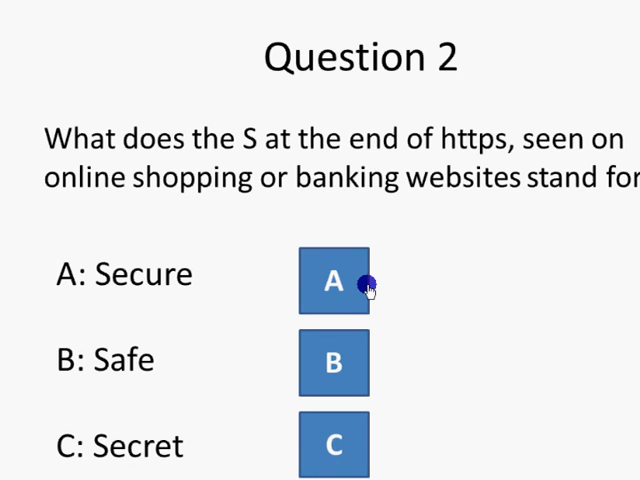 Question 2
What does the S at the end of https, seen on
online shopping or banking websites stand for
A: Secure
A
B: Safe
B
C: Secret
C